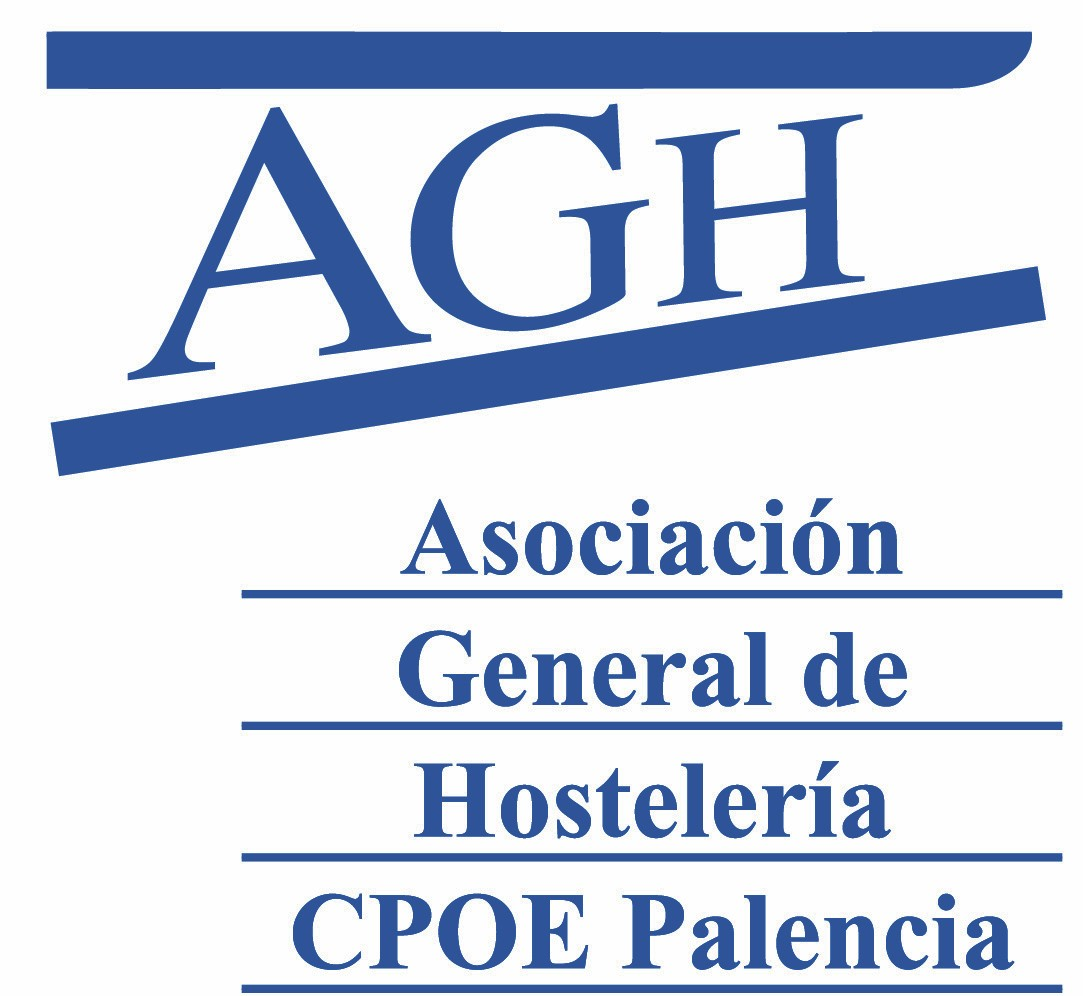 AGH
Asociación
General de
Hostelería
CPOE Palencia